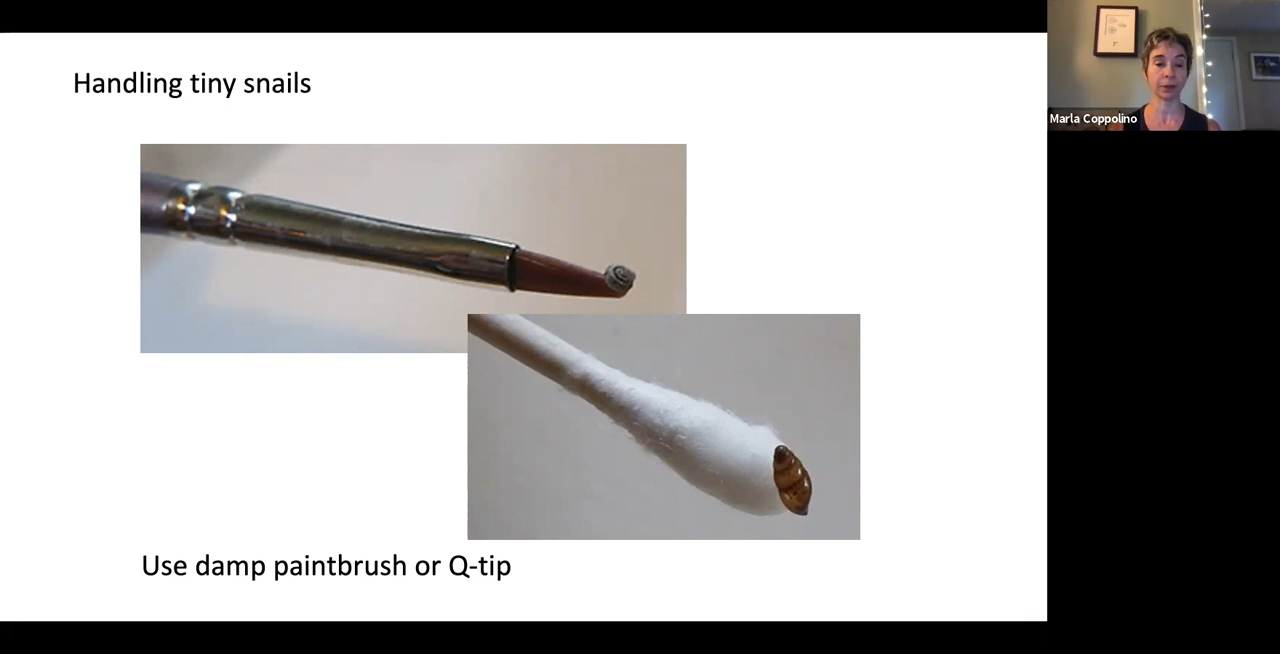 Handling tiny snails
Marla Coppolino
Use damp paintbrush or Q-tip